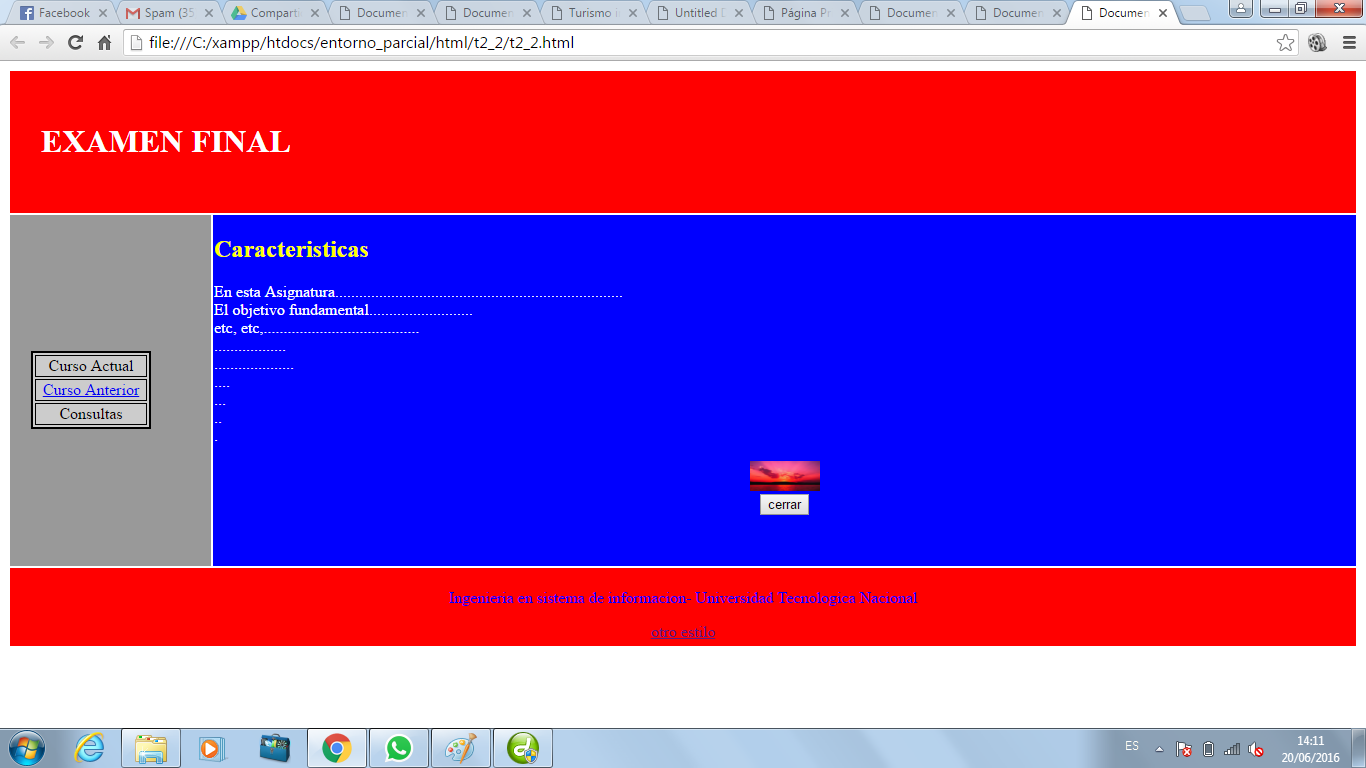 Facebook
Spam (35
Comparti
Documen
Documen
Turismo i
Untitled D
Página Pr
Documen
Documen
Documen
file:///C:/xampp/htdocs/entorno_parcial/html/t2_2/t2_2.html
EXAMEN FINAL
Curso Actual
Curso Anterior
Consultas
Caracteristicas
En esta Asignatura........................................................................
El objetivo fundamental..........................
etc, etc,.......................................
..................
....................
....
...
..
.
cerrar
Ingenieria en sistema de informacion- Universidad Tecnologica Nacional
otro estilo
ES
14:11
20/06/2016